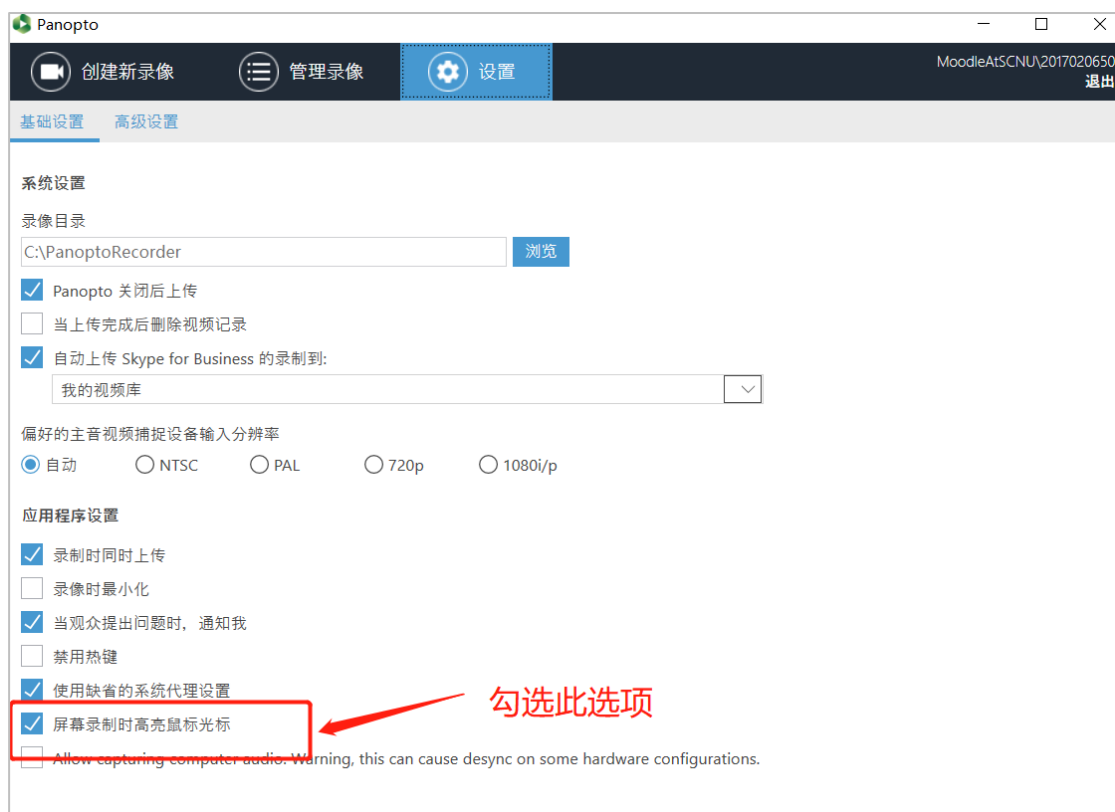 Panopto
创建新录像
管理录像
设置
MoodleAtSCNU\2017020650
退出
基础设置
高级设置
系统设置
录像目录
C:\PanoptoRecorder
浏览
Panopto 关闭后上传
当上传完成后删除视频记录
自动上传 Skype for Business 的录制到:
我的视频库
偏好的主音视频捕捉设备输入分辨率
自动 NTSC PAL 720p 1080i/p
应用程序设置
录制时同时上传
录像时最小化
当观众提出问题时，通知我
禁用热键
使用缺省的系统代理设置
勾选此选项
屏幕录制时高亮鼠标光标
Allow capturing computer audio. Warning, this can cause desync on some hardware configurations.